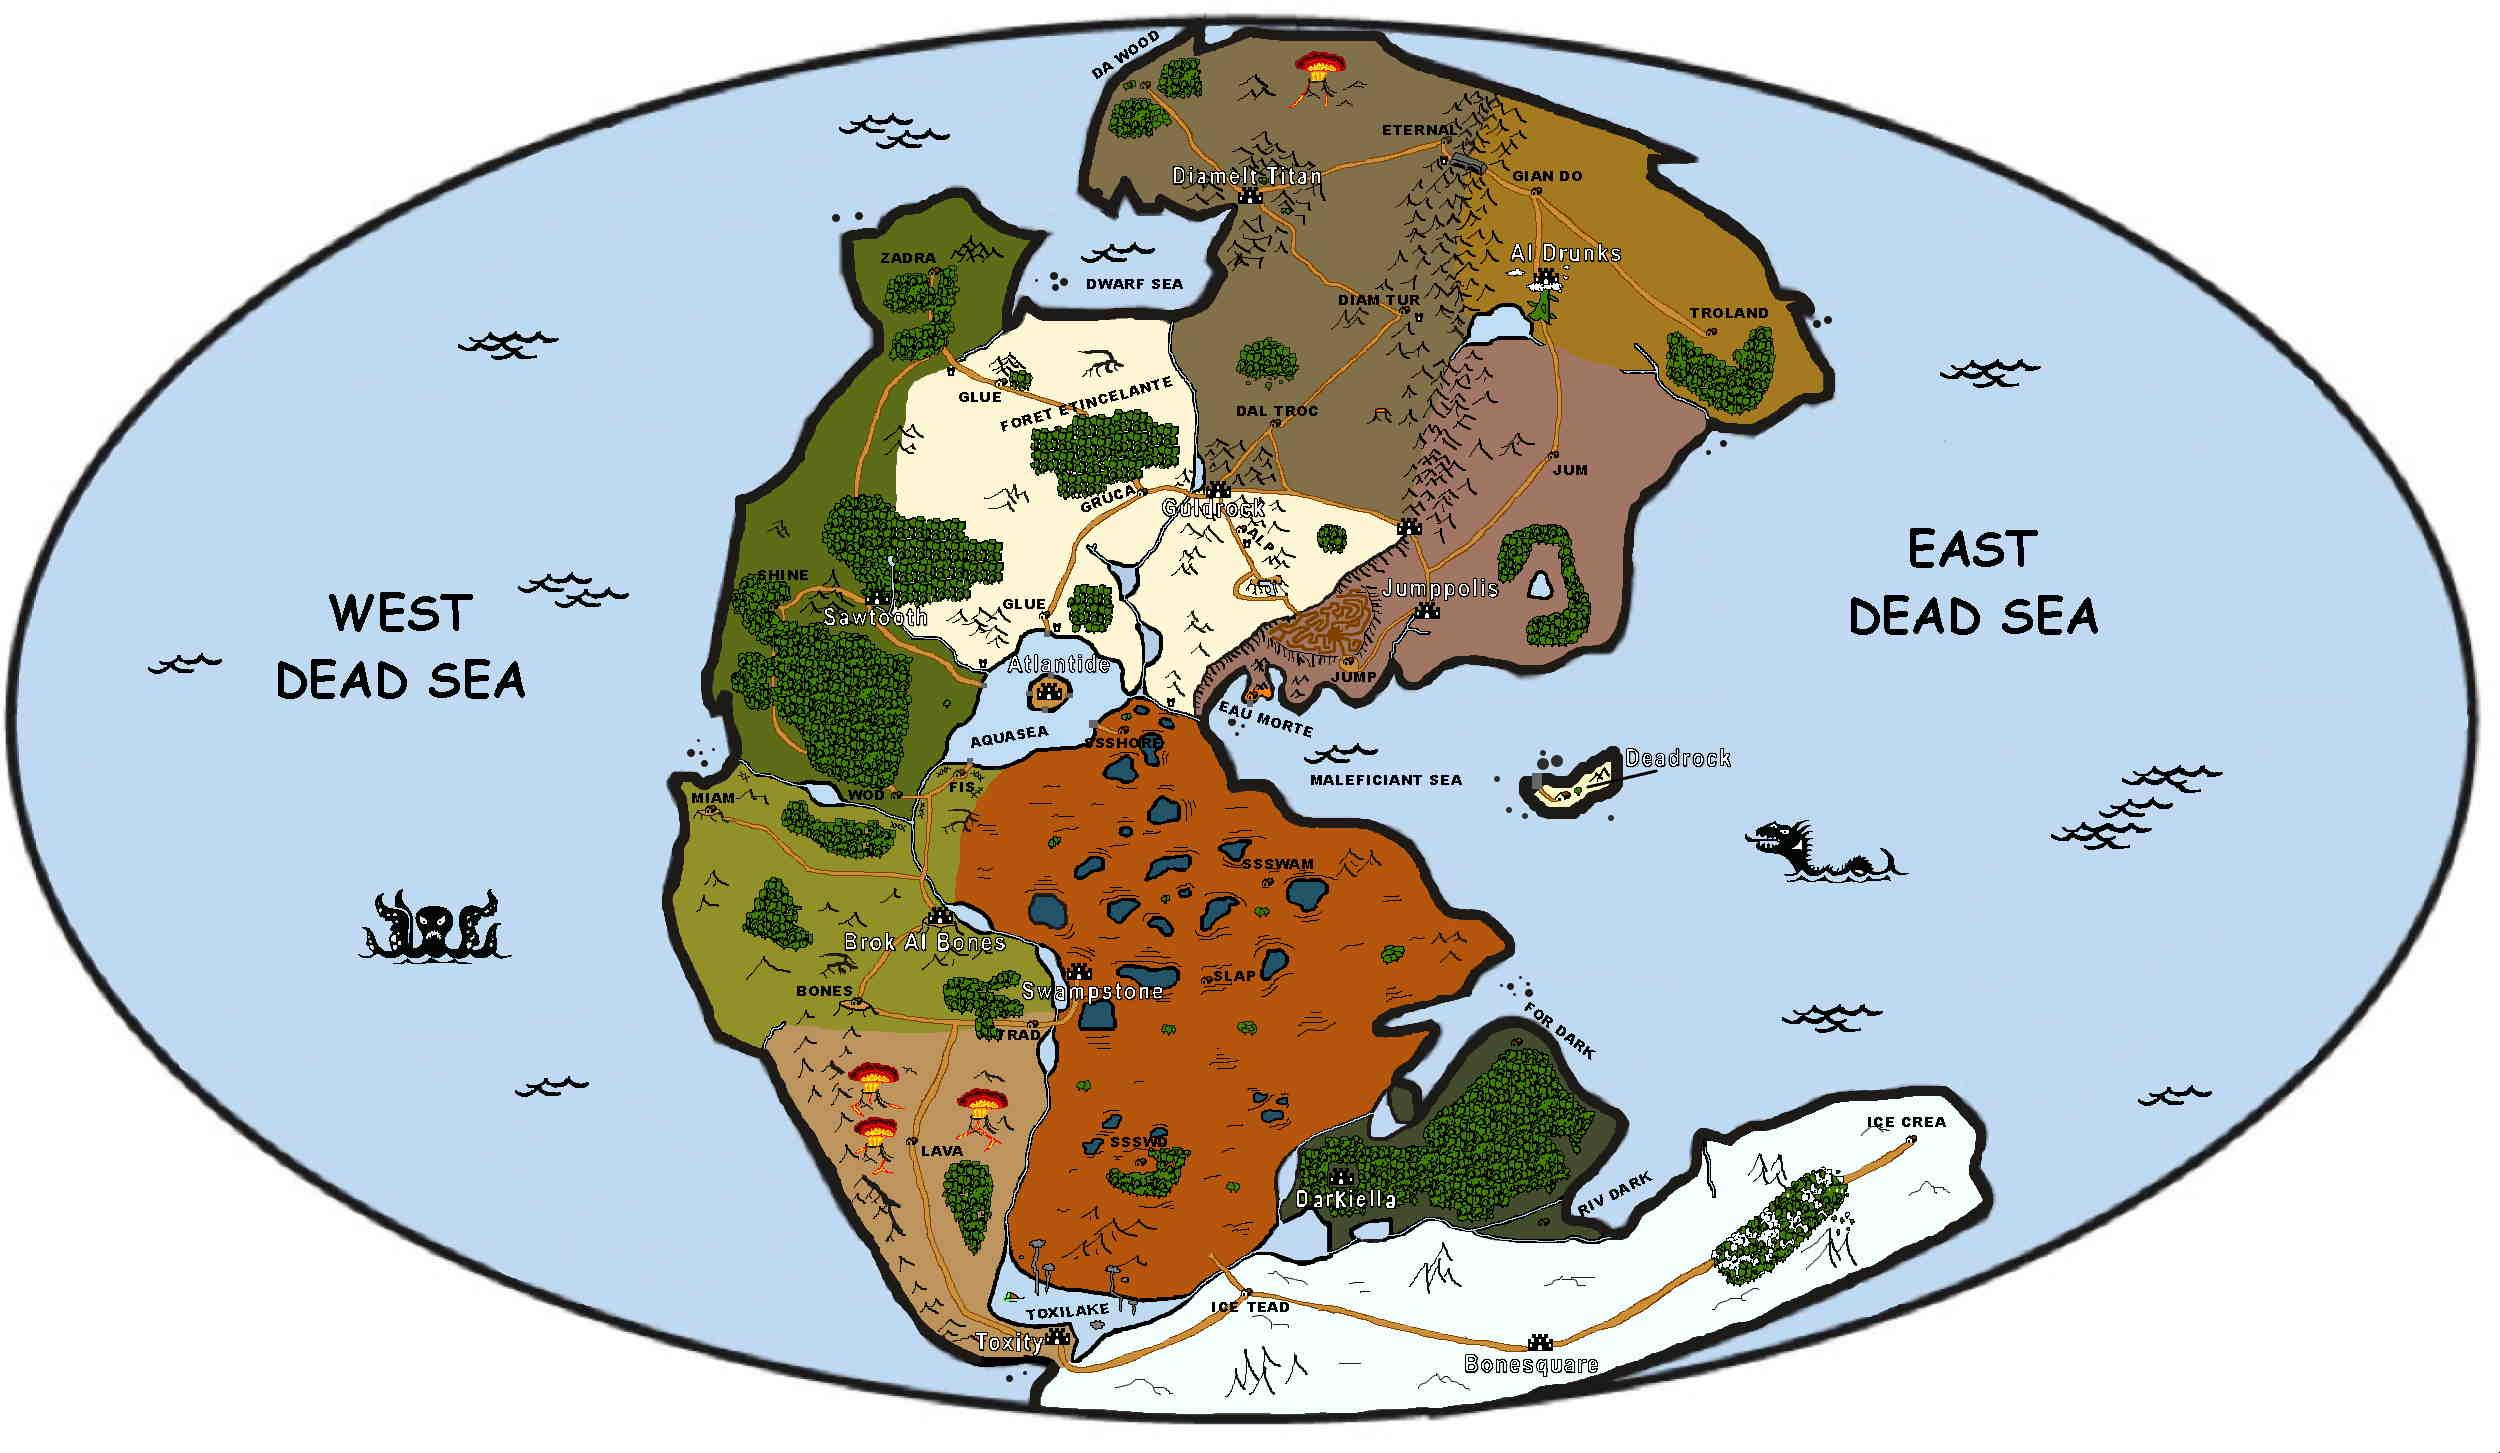 DA WOOD
ETERNAL
Diamelt Titan
GIAN DO
Al Drunks
ZADRA
DWARF SEA
DIAM TUR
TROLAND
GLUE
FORET ETINCELANTE
DAL TROC
JUM
GRUCA
Guldrock
ALP
WEST
DEAD SEA
EAST
DEAD SEA
SHINE
Sawtooth
GLUE
Jumppolis
Atlantide
JUMP
EAU MORTE
AQUASEA
SSSHORE
MALEFICIANT SEA
Deadrock
MIAM
WOD
FIS
SSSWAM
Brok Al Bones
BONES
Swampstone
SLAP
TRAD
FOR DARK
LAVA
SSSWO
ICE CREA
DarKiella
RIV DARK
TOXILAKE
ICE TEAD
Toxity
Bonesquare